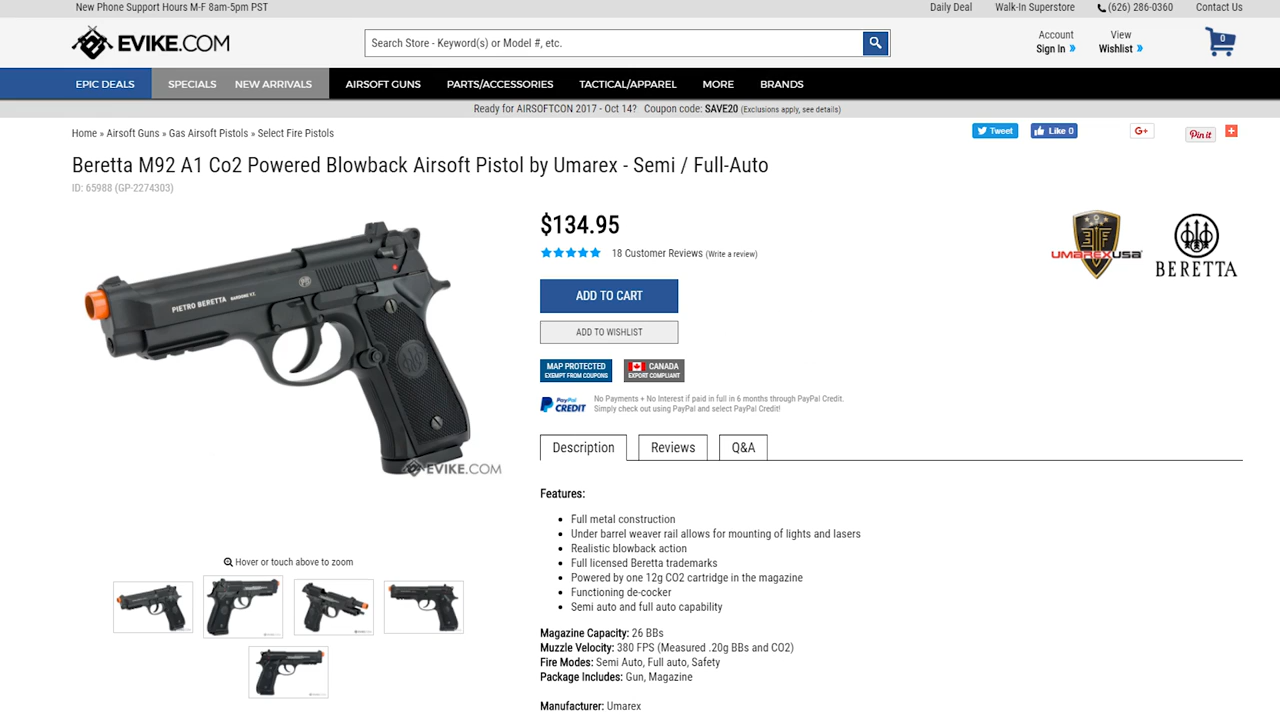 New Phone Support Hours M-F 8am-5pm PST
Daily Deal Walk-In Superstore (626) 286-0360 Contact Us
EVIKE.COM
Search Store - Keyword(s) or Model #, etc.
Account
Sign In »
View
Wishlist »
0
EPIC DEALS SPECIALS NEW ARRIVALS AIRSOFT GUNS PARTS/ACCESSORIES TACTICAL/APPAREL MORE BRANDS
Ready for AIRSOFTCON 2017 - Oct 14? Coupon code: SAVE20 (Exclusions apply, see details)
Home » Airsoft Guns » Gas Airsoft Pistols » Select Fire Pistols
Tweet Like 0 G+ Pin it
Beretta M92 A1 Co2 Powered Blowback Airsoft Pistol by Umarex - Semi / Full-Auto
ID: 65988 (GP-2274303)
PIETRO BERETTA
EVIKE.COM
$134.95
18 Customer Reviews (Write a review)
UMAREXUSA
BERETTA
ADD TO CART
ADD TO WISHLIST
MAP PROTECTED
EXEMPT FROM COUPONS
CANADA
EXPORT COMPLIANT
PayPal
CREDIT
No Payments + No Interest if paid in full in 6 months through PayPal Credit.
Simply check out using PayPal and select PayPal Credit!
Description Reviews Q&A
Features:
Full metal construction
Under barrel weaver rail allows for mounting of lights and lasers
Realistic blowback action
Full licensed Beretta trademarks
Powered by one 12g CO2 cartridge in the magazine
Functioning de-cocker
Semi auto and full auto capability
Magazine Capacity: 26 BBs
Muzzle Velocity: 380 FPS (Measured .20g BBs and CO2)
Fire Modes: Semi Auto, Full auto, Safety
Package Includes: Gun, Magazine
Manufacturer: Umarex
Hover or touch above to zoom